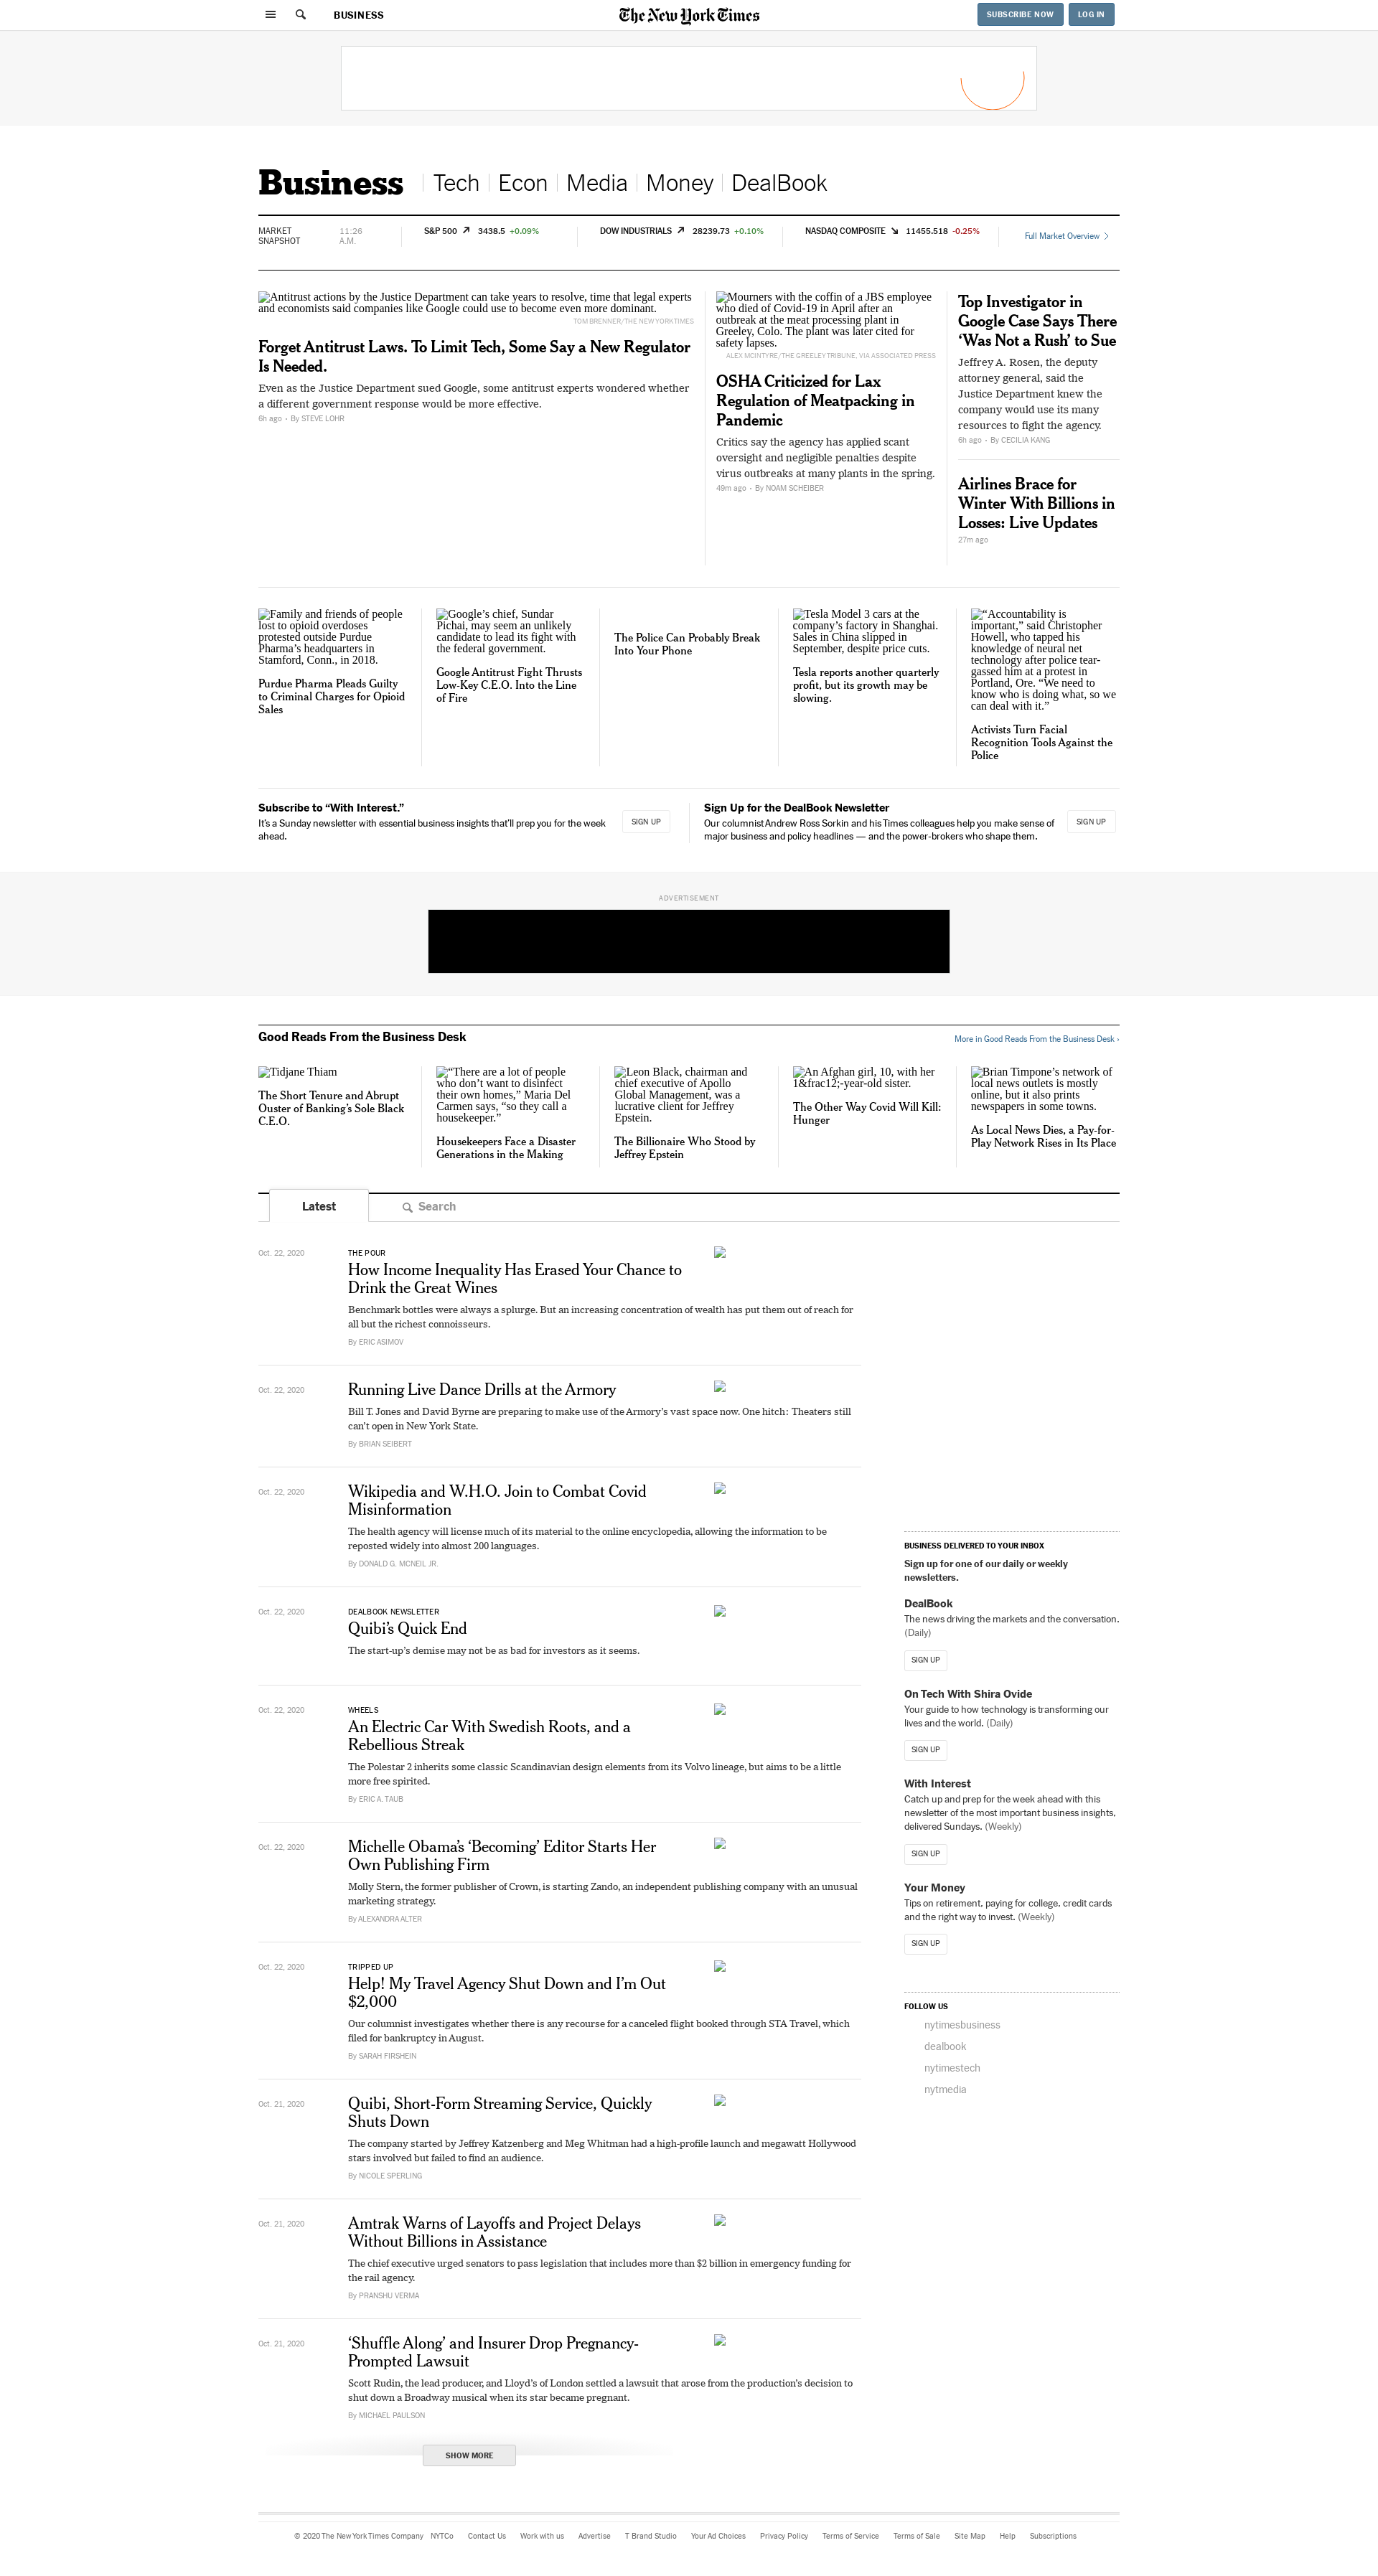 BUSINESS
The New York Times
SUBSCRIBE NOW
LOG IN
Business
Tech
Econ
Media
Money
DealBook
MARKET
SNAPSHOT
11:26
A.M.
S&P 500 3438.5 +0.09%
DOW INDUSTRIALS 28239.73 +0.10%
NASDAQ COMPOSITE 11455.518 -0.25%
Full Market Overview
Antitrust actions by the Justice Department can take years to resolve, time that legal experts
and economists said companies like Google could use to become even more dominant.
TOM BRENNER/THE NEW YORK TIMES
Forget Antitrust Laws. To Limit Tech, Some Say a New Regulator
Is Needed.
Even as the Justice Department sued Google, some antitrust experts wondered whether
a different government response would be more effective.
6h ago • By STEVE LOHR
Mourners with the coffin of a JBS employee
who died of Covid-19 in April after an
outbreak at the meat processing plant in
Greeley, Colo. The plant was later cited for
safety lapses.
ALEX MCINTYRE/THE GREELEY TRIBUNE, VIA ASSOCIATED PRESS
OSHA Criticized for Lax
Regulation of Meatpacking in
Pandemic
Critics say the agency has applied scant
oversight and negligible penalties despite
virus outbreaks at many plants in the spring.
49m ago • By NOAM SCHEIBER
Top Investigator in
Google Case Says There
‘Was Not a Rush’ to Sue
Jeffrey A. Rosen, the deputy
attorney general, said the
Justice Department knew the
company would use its many
resources to fight the agency.
6h ago • By CECILIA KANG
Airlines Brace for
Winter With Billions in
Losses: Live Updates
27m ago
Family and friends of people
lost to opioid overdoses
protested outside Purdue
Pharma’s headquarters in
Stamford, Conn., in 2018.
Purdue Pharma Pleads Guilty
to Criminal Charges for Opioid
Sales
Google’s chief, Sundar
Pichai, may seem an unlikely
candidate to lead its fight with
the federal government.
Google Antitrust Fight Thrusts
Low-Key C.E.O. Into the Line
of Fire
The Police Can Probably Break
Into Your Phone
Tesla Model 3 cars at the
company’s factory in Shanghai.
Sales in China slipped in
September, despite price cuts.
Tesla reports another quarterly
profit, but its growth may be
slowing.
“Accountability is
important,” said Christopher
Howell, who tapped his
knowledge of neural net
technology after police tear-
gassed him at a protest in
Portland, Ore. “We need to
know who is doing what, so we
can deal with it.”
Activists Turn Facial
Recognition Tools Against the
Police
Subscribe to “With Interest.”
It’s a Sunday newsletter with essential business insights that’ll prep you for the week
ahead.
SIGN UP
Sign Up for the DealBook Newsletter
Our columnist Andrew Ross Sorkin and his Times colleagues help you make sense of
major business and policy headlines — and the power-brokers who shape them.
SIGN UP
ADVERTISEMENT
Good Reads From the Business Desk
More in Good Reads From the Business Desk ›
Tidjane Thiam
The Short Tenure and Abrupt
Ouster of Banking’s Sole Black
C.E.O.
“There are a lot of people
who don’t want to disinfect
their own homes,” Maria Del
Carmen says, “so they call a
housekeeper.”
Housekeepers Face a Disaster
Generations in the Making
Leon Black, chairman and
chief executive of Apollo
Global Management, was a
lucrative client for Jeffrey
Epstein.
The Billionaire Who Stood by
Jeffrey Epstein
An Afghan girl, 10, with her
1&frac12;-year-old sister.
The Other Way Covid Will Kill:
Hunger
Brian Timpone’s network of
local news outlets is mostly
online, but it also prints
newspapers in some towns.
As Local News Dies, a Pay-for-
Play Network Rises in Its Place
Latest
Search
Oct. 22, 2020
THE POUR
How Income Inequality Has Erased Your Chance to
Drink the Great Wines
Benchmark bottles were always a splurge. But an increasing concentration of wealth has put them out of reach for
all but the richest connoisseurs.
By ERIC ASIMOV
Oct. 22, 2020
Running Live Dance Drills at the Armory
Bill T. Jones and David Byrne are preparing to make use of the Armory’s vast space now. One hitch: Theaters still
can’t open in New York State.
By BRIAN SEIBERT
Oct. 22, 2020
Wikipedia and W.H.O. Join to Combat Covid
Misinformation
The health agency will license much of its material to the online encyclopedia, allowing the information to be
reposted widely into almost 200 languages.
By DONALD G. MCNEIL JR.
Oct. 22, 2020
DEALBOOK NEWSLETTER
Quibi’s Quick End
The start-up’s demise may not be as bad for investors as it seems.
Oct. 22, 2020
WHEELS
An Electric Car With Swedish Roots, and a
Rebellious Streak
The Polestar 2 inherits some classic Scandinavian design elements from its Volvo lineage, but aims to be a little
more free spirited.
By ERIC A. TAUB
Oct. 22, 2020
Michelle Obama’s ‘Becoming’ Editor Starts Her
Own Publishing Firm
Molly Stern, the former publisher of Crown, is starting Zando, an independent publishing company with an unusual
marketing strategy.
By ALEXANDRA ALTER
Oct. 22, 2020
TRIPPED UP
Help! My Travel Agency Shut Down and I’m Out
$2,000
Our columnist investigates whether there is any recourse for a canceled flight booked through STA Travel, which
filed for bankruptcy in August.
By SARAH FIRSHEIN
Oct. 21, 2020
Quibi, Short-Form Streaming Service, Quickly
Shuts Down
The company started by Jeffrey Katzenberg and Meg Whitman had a high-profile launch and megawatt Hollywood
stars involved but failed to find an audience.
By NICOLE SPERLING
Oct. 21, 2020
Amtrak Warns of Layoffs and Project Delays
Without Billions in Assistance
The chief executive urged senators to pass legislation that includes more than $2 billion in emergency funding for
the rail agency.
By PRANSHU VERMA
Oct. 21, 2020
‘Shuffle Along’ and Insurer Drop Pregnancy-
Prompted Lawsuit
Scott Rudin, the lead producer, and Lloyd’s of London settled a lawsuit that arose from the production’s decision to
shut down a Broadway musical when its star became pregnant.
By MICHAEL PAULSON
SHOW MORE
BUSINESS DELIVERED TO YOUR INBOX
Sign up for one of our daily or weekly
newsletters.
DealBook
The news driving the markets and the conversation.
(Daily)
SIGN UP
On Tech With Shira Ovide
Your guide to how technology is transforming our
lives and the world. (Daily)
SIGN UP
With Interest
Catch up and prep for the week ahead with this
newsletter of the most important business insights,
delivered Sundays. (Weekly)
SIGN UP
Your Money
Tips on retirement, paying for college, credit cards
and the right way to invest. (Weekly)
SIGN UP
FOLLOW US
nytimesbusiness
dealbook
nytimestech
nytmedia
© 2020 The New York Times Company NYTCo Contact Us Work with us Advertise T Brand Studio Your Ad Choices Privacy Policy Terms of Service Terms of Sale Site Map Help Subscriptions